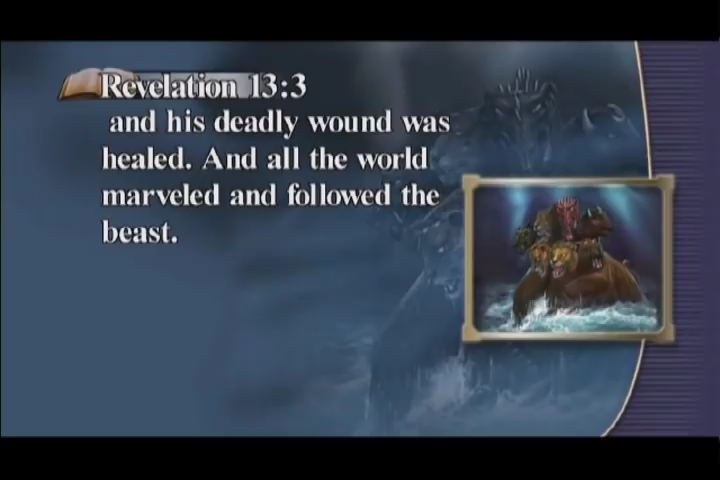 Revelation 13:3
and his deadly wound was
healed. And all the world
marveled and followed the
beast.